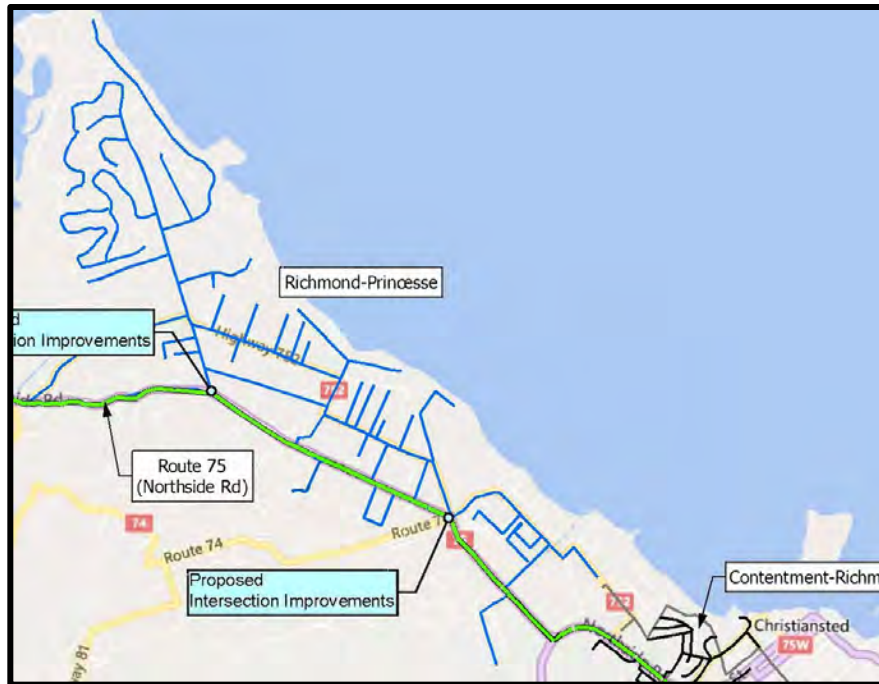 Richmond-Princesse
Highway 752
d
ion Improvements
752
Route 75
(Northside Rd)
74
Route 74
Route 7
Proposed
Intersection Improvements
Contentment-Richm
Christiansted
75W